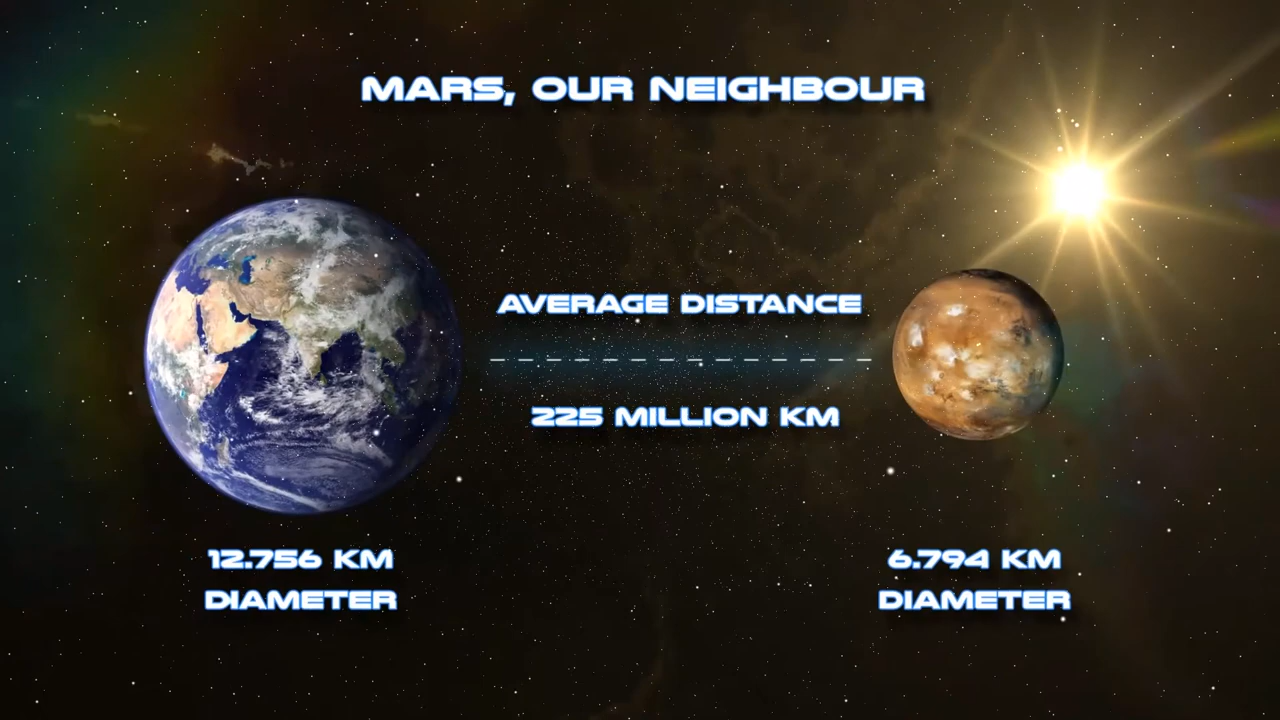 MARS, OUR NEIGHBOUR
AVERAGE DISTANCE
225 MILLION KM
12.756 KM
DIAMETER
6.794 KM
DIAMETER